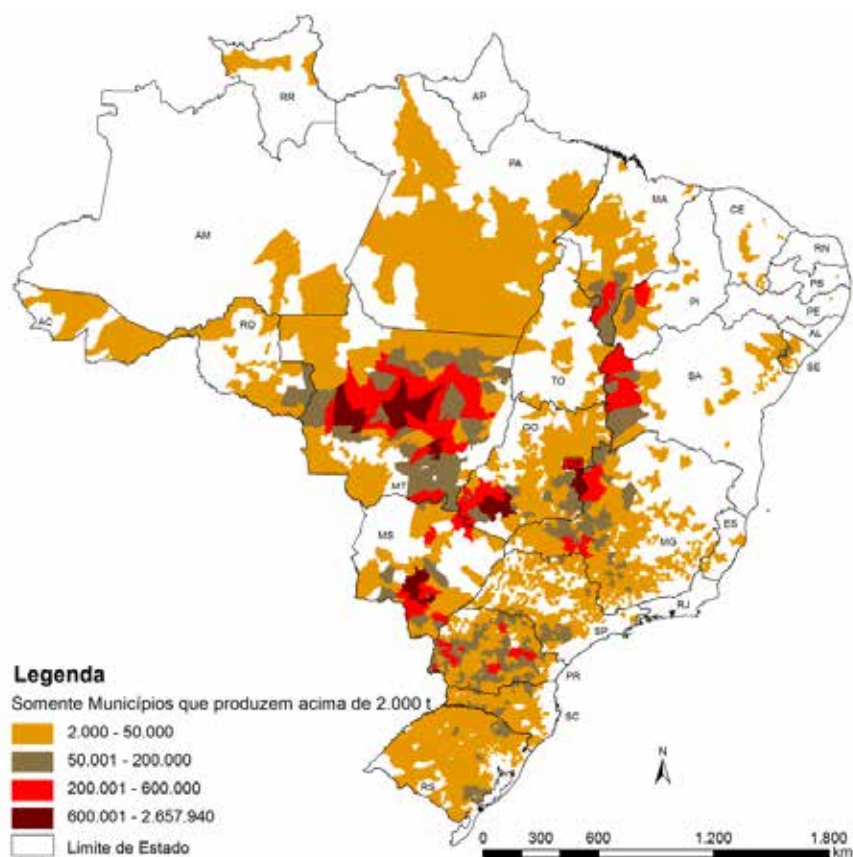 RR
AP
AM
PA
MA
CE
RN
PB
PE
AL
SE
PI
AC
RO
TO
BA
GO
MT
MG
ES
MS
RJ
SP
PR
SC
RS
Legenda
Somente Municípios que produzem acima de 2.000 t
2.000 - 50.000
50.001 - 200.000
200.001 - 600.000
600.001 - 2.657.940
Limite de Estado
N
0 300 600 1.200 1.800
km